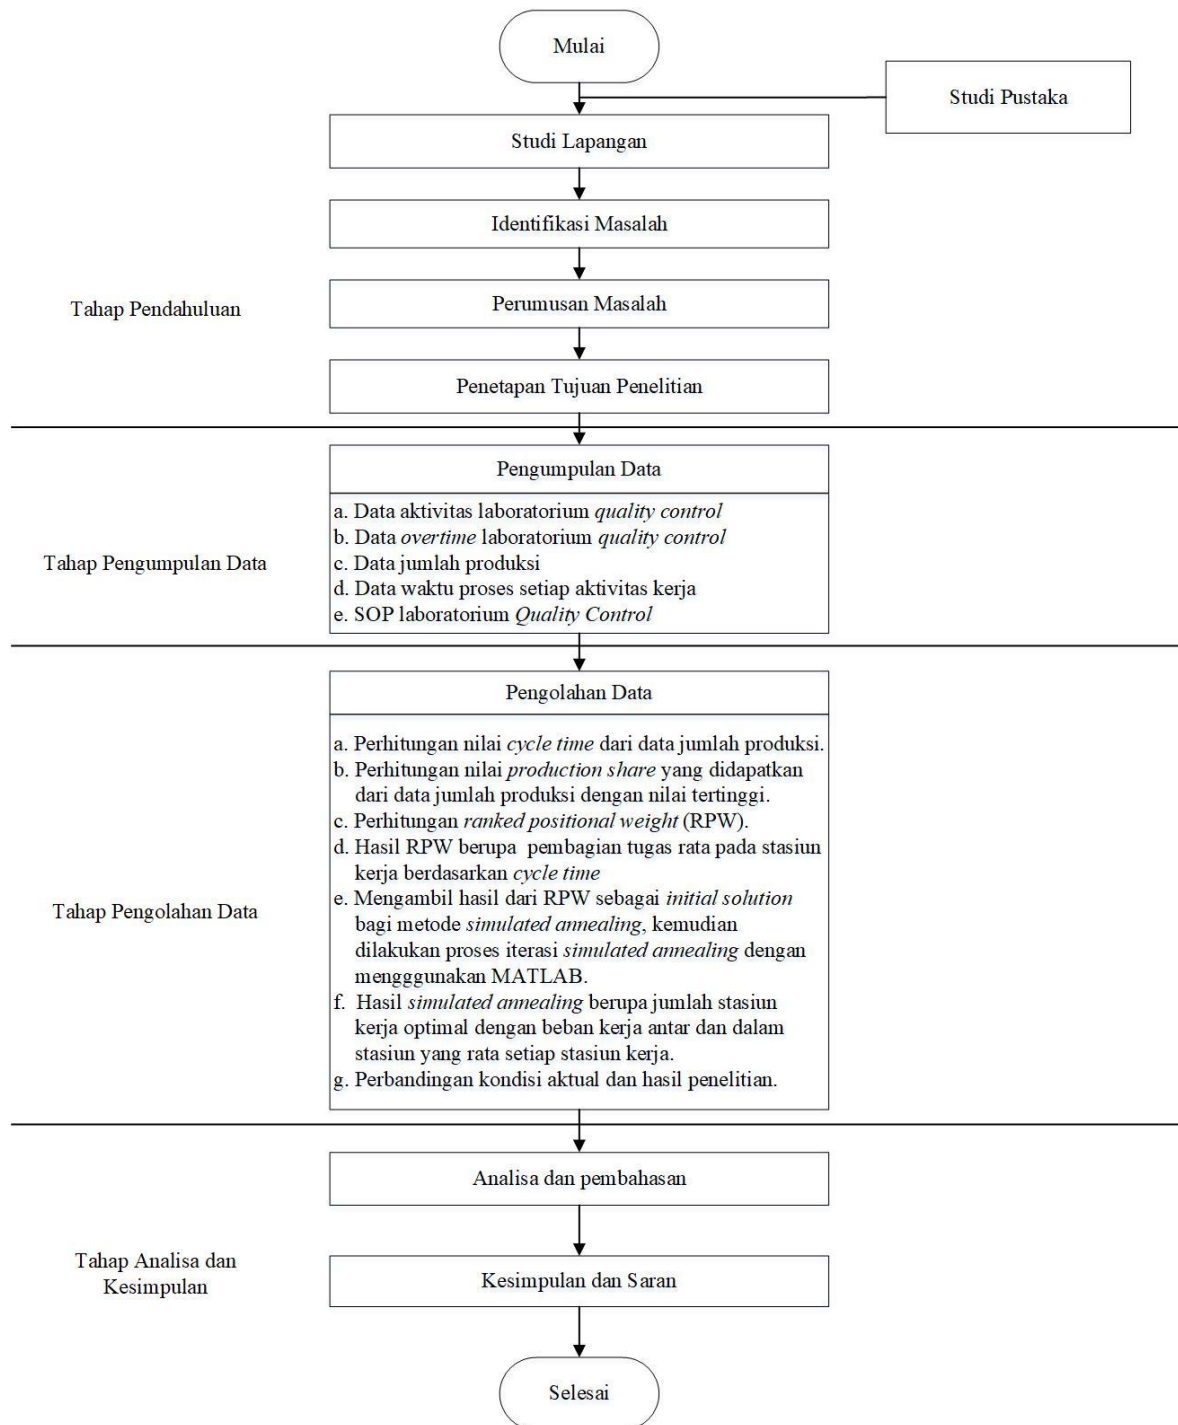 Mulai
Studi Pustaka
Studi Lapangan
Identifikasi Masalah
Tahap Pendahuluan
Perumusan Masalah
Penetapan Tujuan Penelitian
Pengumpulan Data
Tahap Pengumpulan Data
a. Data aktivitas laboratorium quality control
b. Data overtime laboratorium quality control
c. Data jumlah produksi
d. Data waktu proses setiap aktivitas kerja
e. SOP laboratorium Quality Control
Pengolahan Data
Tahap Pengolahan Data
a. Perhitungan nilai cycle time dari data jumlah produksi.
b. Perhitungan nilai production share yang didapatkan
dari data jumlah produksi dengan nilai tertinggi.
c. Perhitungan ranked positional weight (RPW).
d. Hasil RPW berupa pembagian tugas rata pada stasiun
kerja berdasarkan cycle time
e. Mengambil hasil dari RPW sebagai initial solution
bagi metode simulated annealing, kemudian
dilakukan proses iterasi simulated annealing dengan
mengggunakan MATLAB.
f. Hasil simulated annealing berupa jumlah stasiun
kerja optimal dengan beban kerja antar dan dalam
stasiun yang rata setiap stasiun kerja.
g. Perbandingan kondisi aktual dan hasil penelitian.
Analisa dan pembahasan
Tahap Analisa dan
Kesimpulan
Kesimpulan dan Saran
Selesai